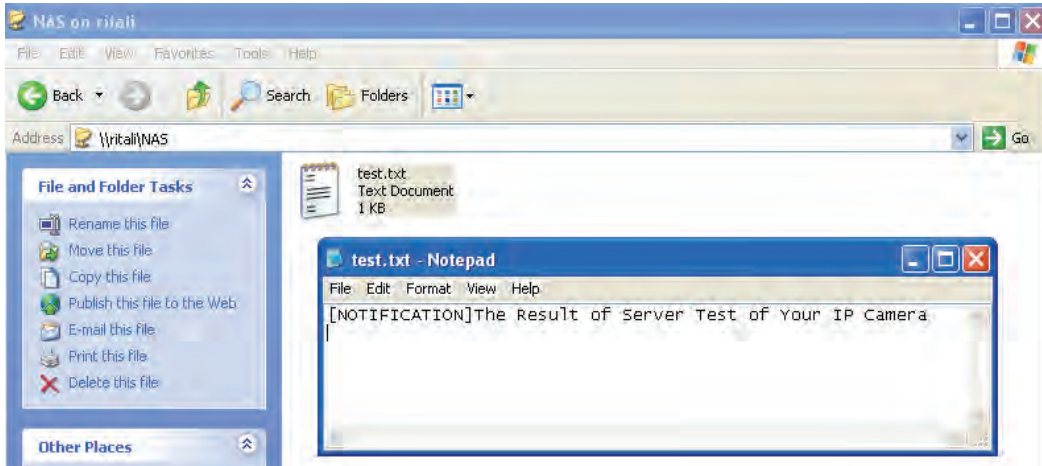 NAS on ritali
File Edit View Favorites Tools Help
Back Search Folders
Address \\ritali\NAS Go
File and Folder Tasks
Rename this file
Move this file
Copy this file
Publish this file to the Web
E-mail this file
Print this file
Delete this file
Other Places
test.txt
Text Document
1 KB
test.txt - Notepad
File Edit Format View Help
[NOTIFICATION]The Result of Server Test of Your IP Camera